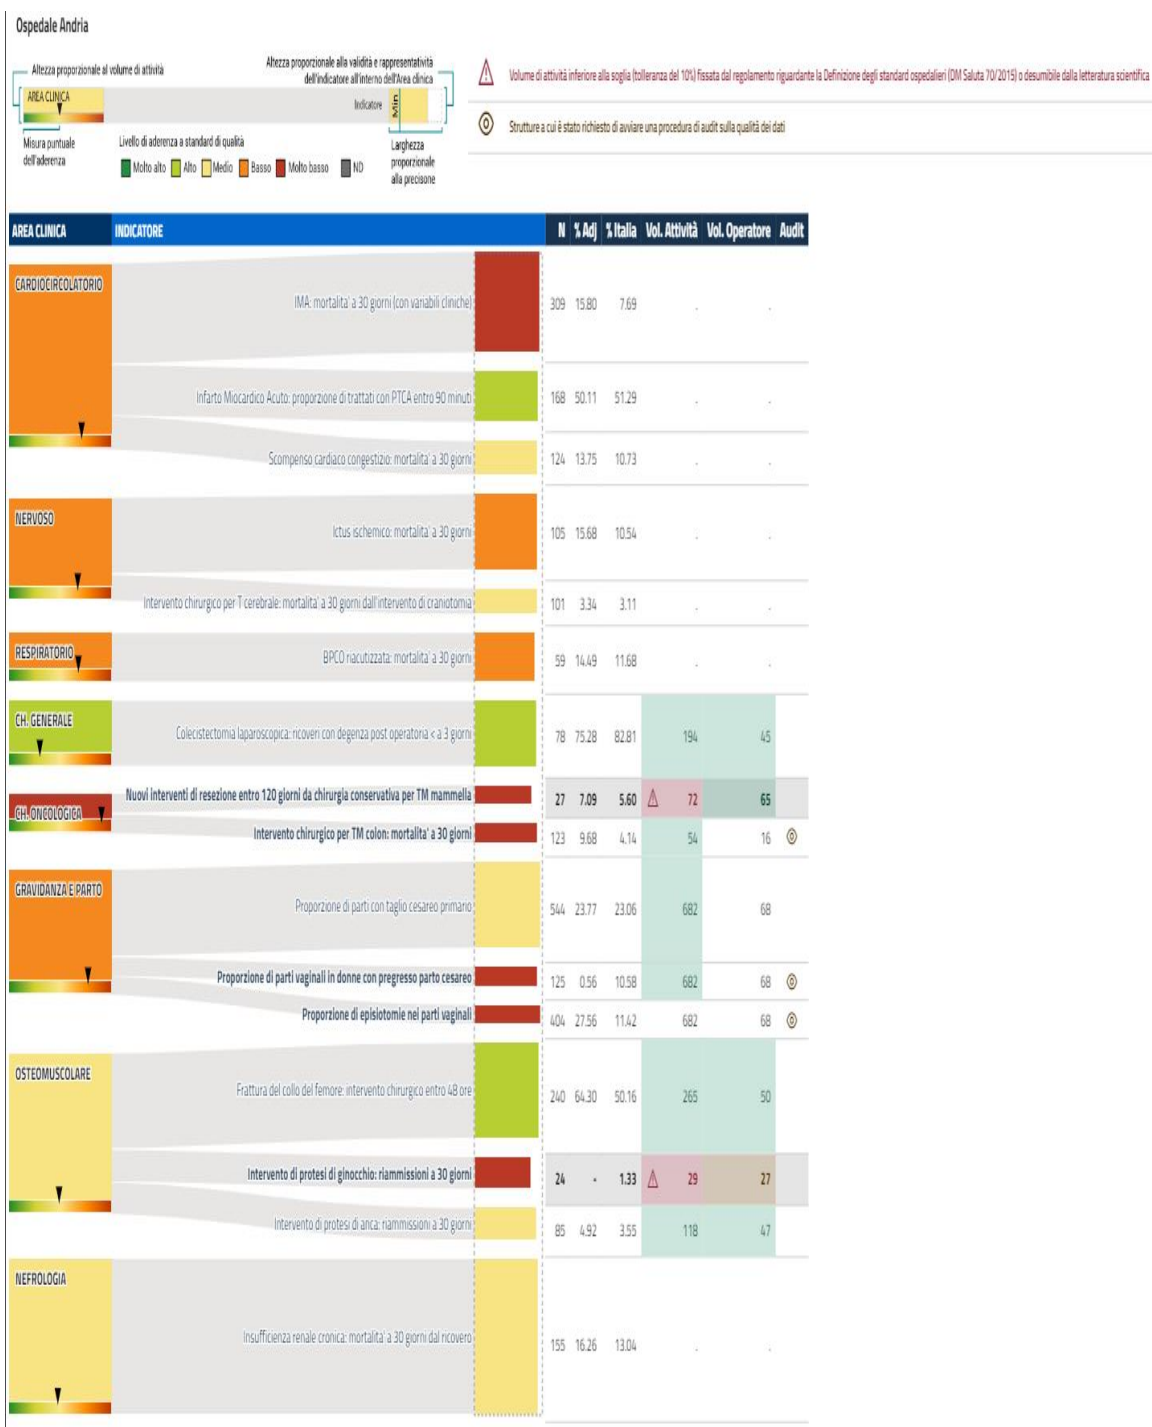 Ospedale Andria
Altezza proporzionale al volume di attività
Altezza proporzionale alla validità e rappresentatività
dell'indicatore all'interno dell'Area clinica
AREA CLINICA
Indicatore
Min
Misura puntuale
dell'aderenza
Livello di aderenza a standard di qualità
Molto alto Alto Medio Basso Molto basso ND
Larghezza
proporzionale
alla precisone
Volume di attività inferiore alla soglia (tolleranza del 10%) fissata dal regolamento riguardante la Definizione degli standard ospedalieri (DM Saluta 70/2015) o desumibile dalla letteratura scientifica
Strutture a cui è stato richiesto di avviare una procedura di audit sulla qualità dei dati
AREA CLINICA INDICATORE N % Adj % Italia Vol. Attività Vol. Operatore Audit
CARDIOCIRCOLATORIO
IMA: mortalita' a 30 giorni (con variabili cliniche) 309 15.80 7.69 . .
Infarto Miocardico Acuto: proporzione di trattati con PTCA entro 90 minuti 168 50.11 51.29 . .
Scompenso cardiaco congestizio: mortalita' a 30 giorni 124 13.75 10.73 . .
NERVOSO
Ictus ischemico: mortalita' a 30 giorni 105 15.68 10.54 . .
Intervento chirurgico per T cerebrale: mortalita' a 30 giorni dall'intervento di craniotomia 101 3.34 3.11 . .
RESPIRATORIO
BPCO riacutizzata: mortalita' a 30 giorni 59 14.49 11.68 . .
CH. GENERALE
Colecistectomia laparoscopica: ricoveri con degenza post operatoria < a 3 giorni 78 75.28 82.81 194 45
Nuovi interventi di resezione entro 120 giorni da chirurgia conservativa per TM mammella 27 7.09 5.60 72 65
CH. ONCOLOGICA
Intervento chirurgico per TM colon: mortalita' a 30 giorni 123 9.68 4.14 54 16
GRAVIDANZA E PARTO
Proporzione di parti con taglio cesareo primario 544 23.77 23.06 682 68
Proporzione di parti vaginali in donne con pregresso parto cesareo 125 0.56 10.58 682 68
Proporzione di episiotomie nei parti vaginali 404 27.56 11.42 682 68
OSTEOMUSCOLARE
Frattura del collo del femore: intervento chirurgico entro 48 ore 240 64.30 50.16 265 50
Intervento di protesi di ginocchio: riammissioni a 30 giorni 24 - 1.33 29 27
Intervento di protesi di anca: riammissioni a 30 giorni 85 4.92 3.55 118 47
NEFROLOGIA
Insufficienza renale cronica: mortalita' a 30 giorni dal ricovero 155 16.26 13.04 . .